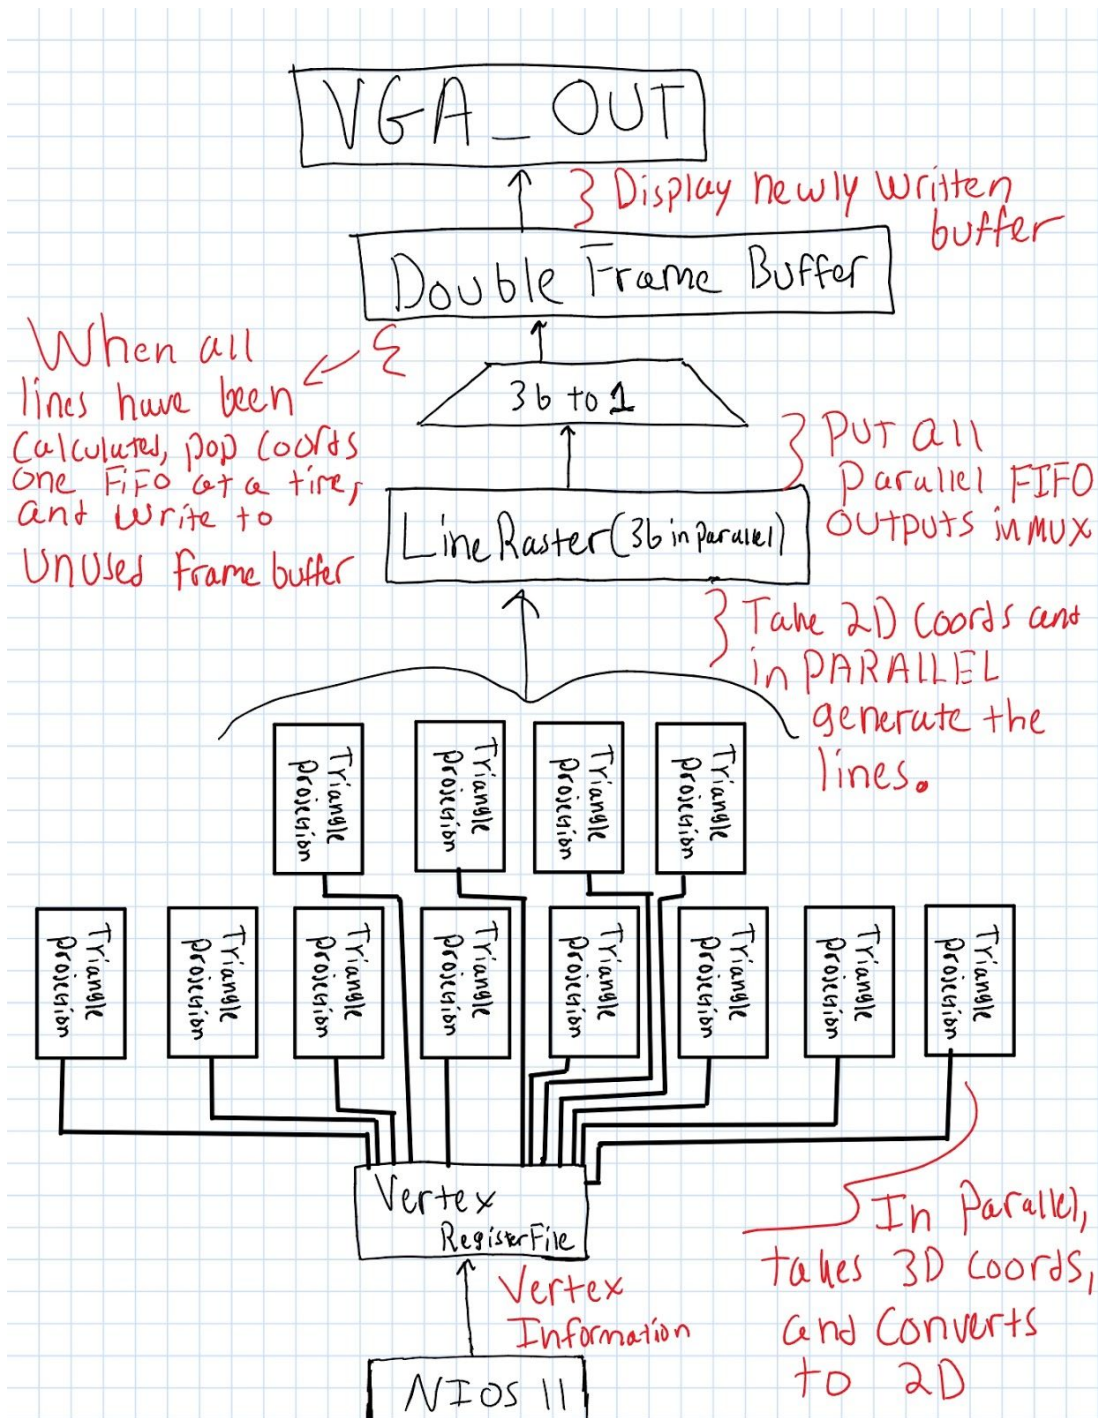 VGA_OUT
Display newly written
buffer
Double Frame Buffer
When all
lines have been
Calculated, pop coords
one FiFo at a time,
and write to
Unused frame buffer
36 to 1
Put all
Parallel FIFO
outputs in MUX
Line Raster (36 in parallel)
Take 2D Coords and
in PARALLEL
generate the
lines.
Triangle
projection
Triangle
projection
Triangle
projection
Triangle
projection
Triangle
projection
Triangle
projection
Triangle
projection
Triangle
projection
Triangle
projection
Triangle
projection
Triangle
projection
Triangle
projection
Vertex
Register File
In Parallel,
takes 3D coords,
and converts
to 2D
Vertex
Information
NIOS II